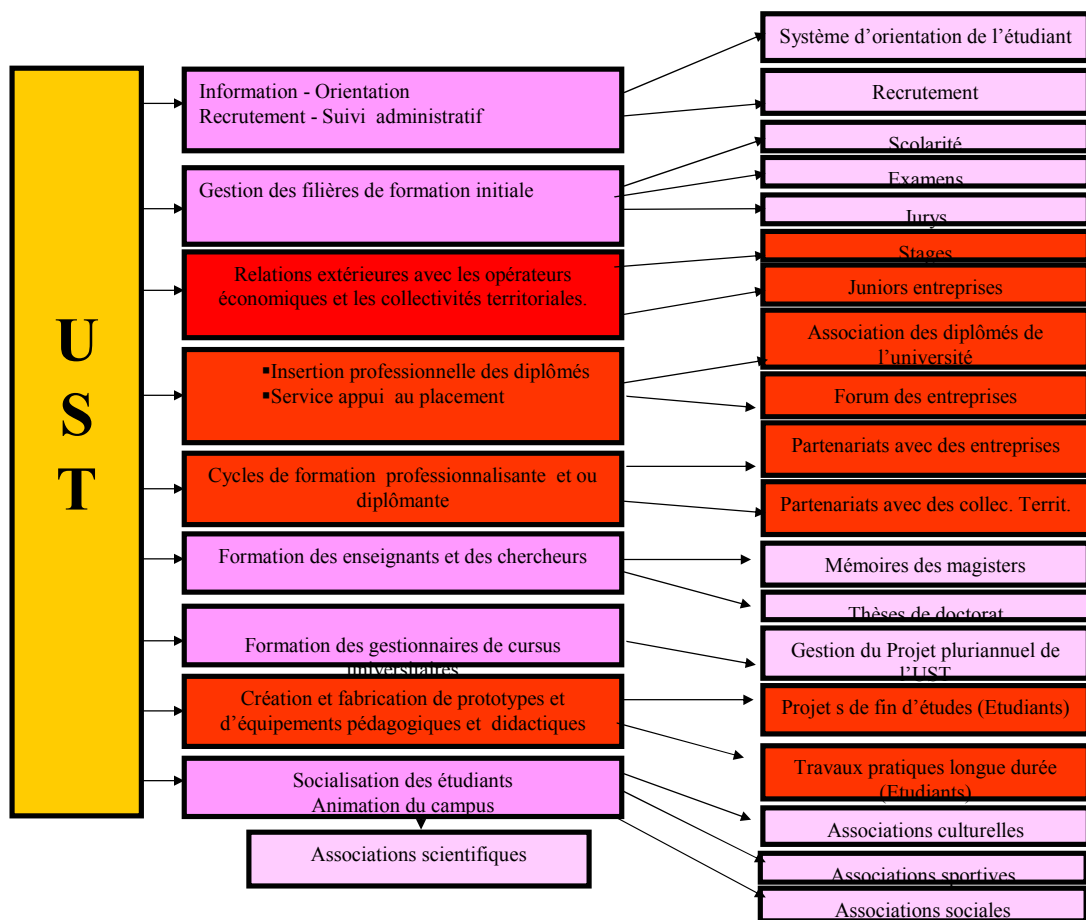 U
S
T
Information - Orientation
Recrutement - Suivi administratif
Gestion des filières de formation initiale
Relations extérieures avec les opérateurs
économiques et les collectivités territoriales.
▪Insertion professionnelle des diplômés
▪Service appui au placement
Cycles de formation professionnalisante et ou
diplômante
Formation des enseignants et des chercheurs
Formation des gestionnaires de cursus
universitaires
Création et fabrication de prototypes et
d’équipements pédagogiques et didactiques
Socialisation des étudiants
Animation du campus
Associations scientifiques
Système d’orientation de l’étudiant
Recrutement
Scolarité
Examens
Jurys
Stages
Juniors entreprises
Association des diplômés de
l’université
Forum des entreprises
Partenariats avec des entreprises
Partenariats avec des collec. Territ.
Mémoires des magisters
Thèses de doctorat
Gestion du Projet pluriannuel de
l’UST
Projet s de fin d’études (Etudiants)
Travaux pratiques longue durée
(Etudiants)
Associations culturelles
Associations sportives
Associations sociales